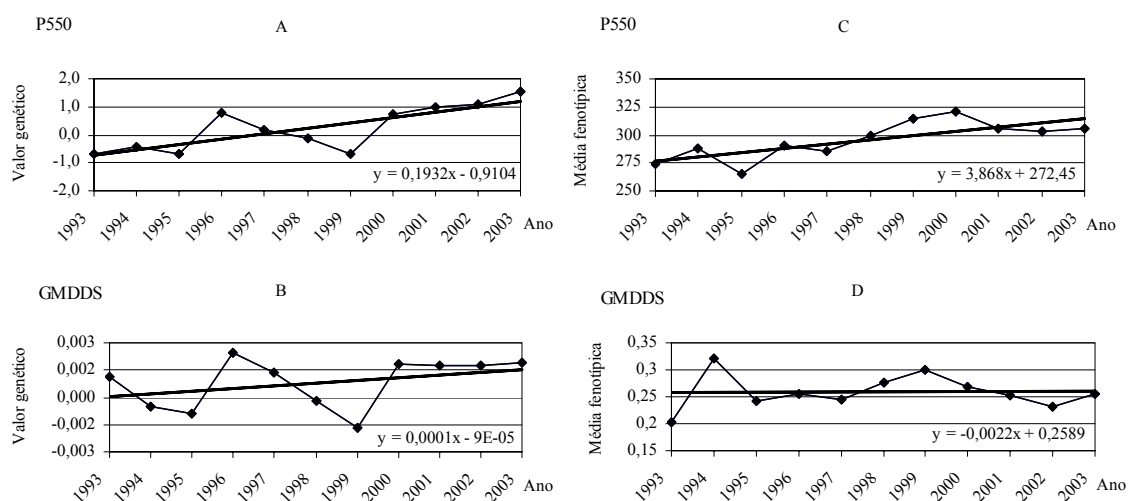 P550
A
Valor genético
2,0
1,0
0,0
-1,0
-2,0
y = 0,1932x - 0,9104
1993 1994 1995 1996 1997 1998 1999 2000 2001 2002 2003 Ano
P550
C
Média fenotípica
350
325
300
275
250
y = 3,868x + 272,45
1993 1994 1995 1996 1997 1998 1999 2000 2001 2002 2003 Ano
GMDDS
B
Valor genético
0,003
0,002
0,000
-0,002
-0,003
y = 0,0001x - 9E-05
1993 1994 1995 1996 1997 1998 1999 2000 2001 2002 2003 Ano
GMDDS
D
Média fenotípica
0,35
0,3
0,25
0,2
0,15
y = -0,0022x + 0,2589
1993 1994 1995 1996 1997 1998 1999 2000 2001 2002 2003 Ano